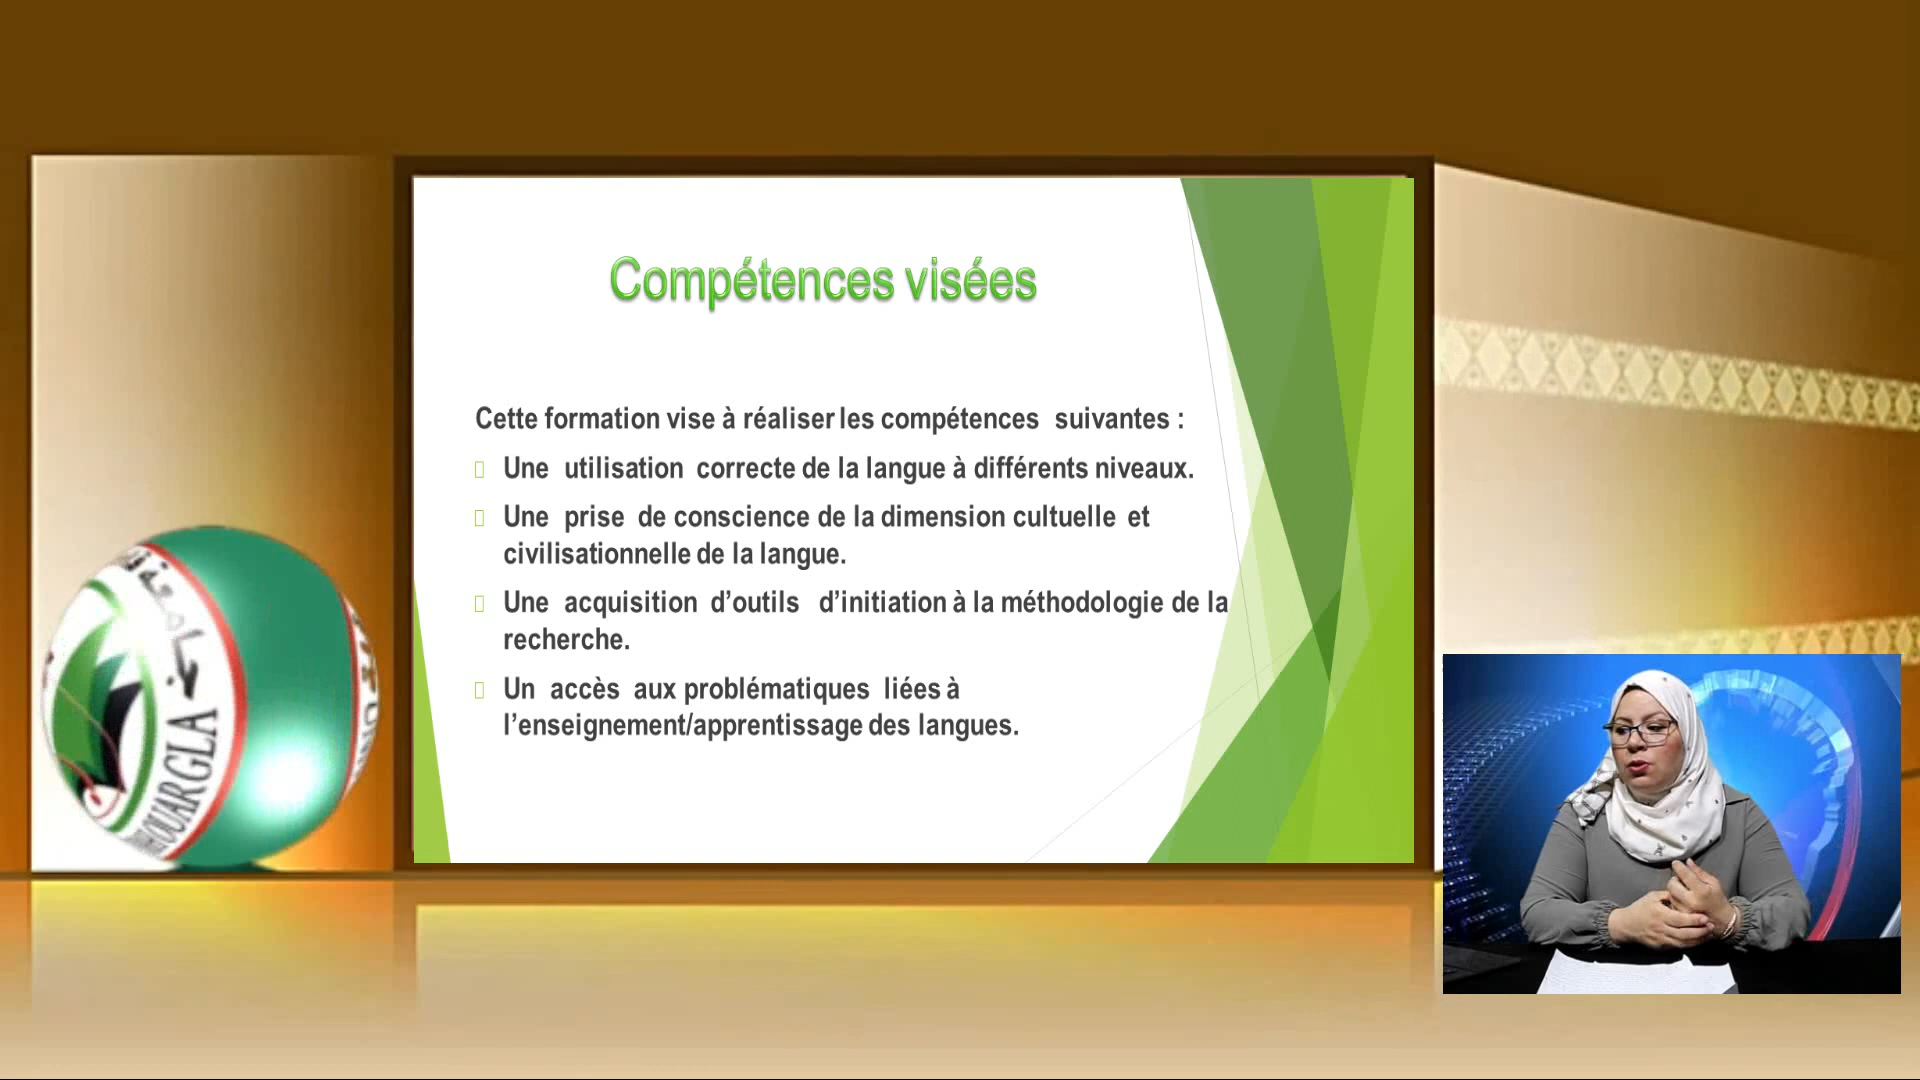 Compétences visées
Cette formation vise à réaliser les compétences suivantes :
Une utilisation correcte de la langue à différents niveaux.
Une prise de conscience de la dimension cultuelle et
civilisationnelle de la langue.
Une acquisition d’outils d’initiation à la méthodologie de la
recherche.
Un accès aux problématiques liées à
l’enseignement/apprentissage des langues.
OUARGLA